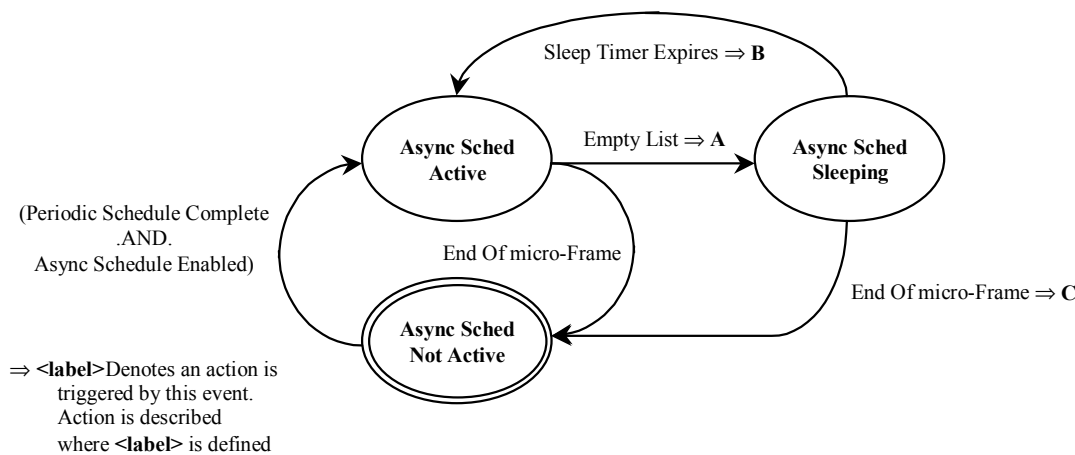 Sleep Timer Expires ⇒ B
Async Sched
Active
Empty List ⇒ A
Async Sched
Sleeping
(Periodic Schedule Complete
.AND.
Async Schedule Enabled)
End Of micro-Frame
End Of micro-Frame ⇒ C
Async Sched
Not Active
⇒ <label>Denotes an action is
triggered by this event.
Action is described
where <label> is defined